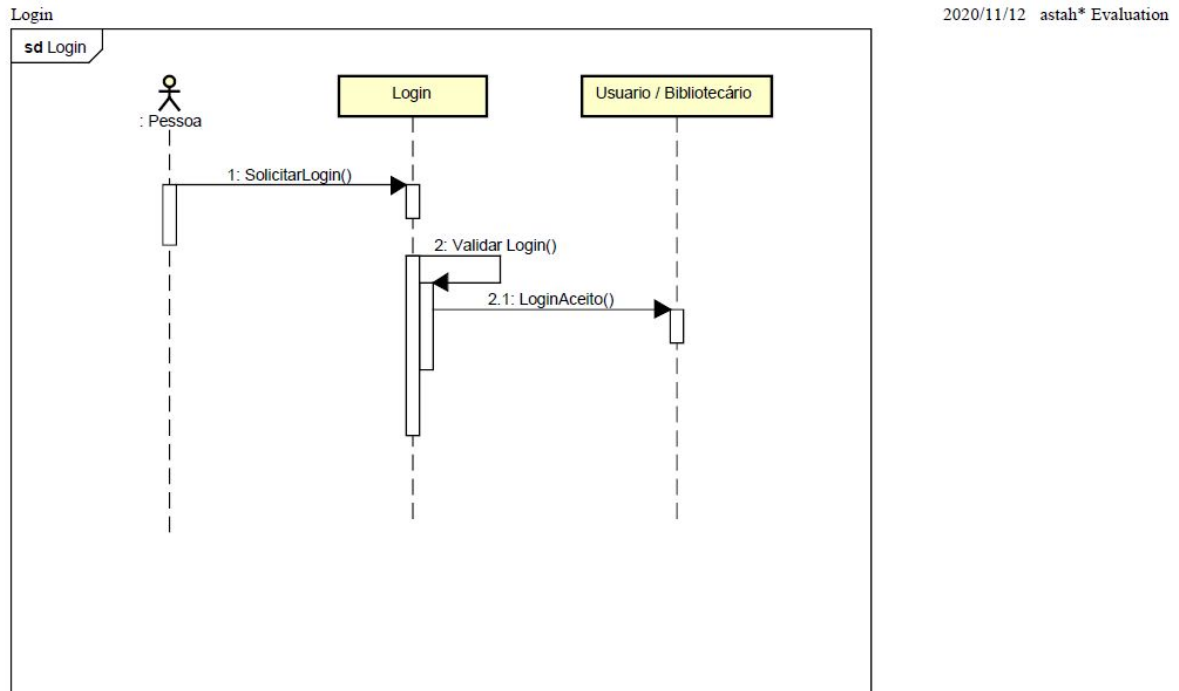 Login
2020/11/12 astah* Evaluation
sd Login
: Pessoa
Login
Usuario / Bibliotecário
1: SolicitarLogin()
2: Validar Login()
2.1: LoginAceito()